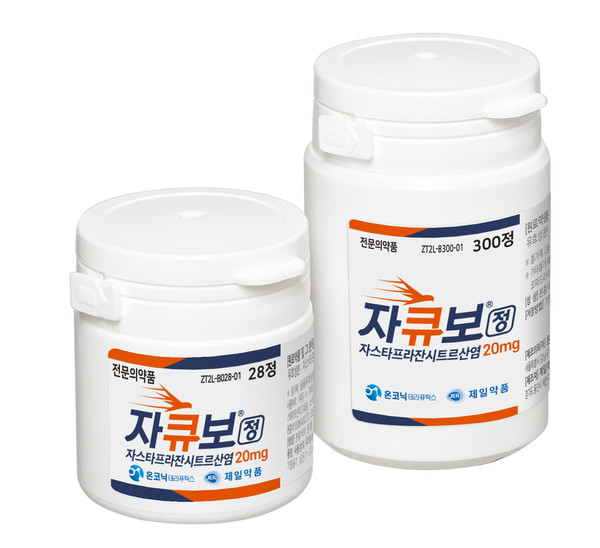 전문의약품
ZT2L-B028-01 28정
자큐보® 정
자스타프라잔시트르산염 20mg
온코닉테라퓨틱스 JEIL 제일약품
전문의약품
ZT2L-B300-01 300정
자큐보® 정
자스타프라잔시트르산염 20mg
온코닉테라퓨틱스 JEIL 제일약품